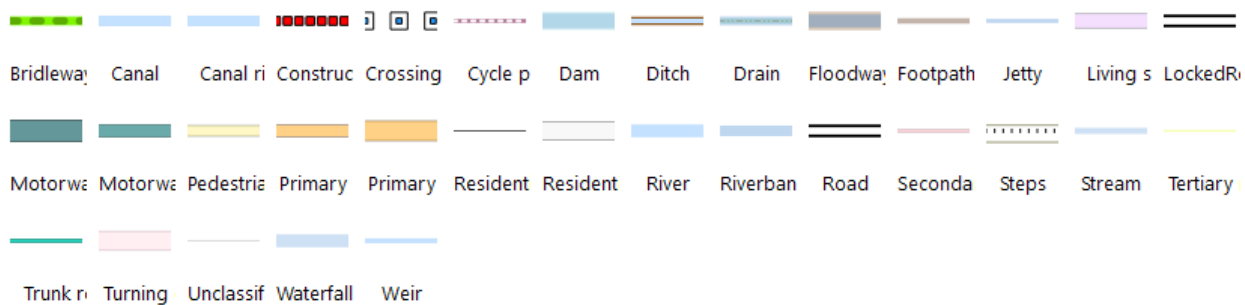 Bridleway Canal Canal ri Construc Crossing Cycle p Dam Ditch Drain Floodway Footpath Jetty Living s LockedR
Motorwa Motorwa Pedestria Primary Primary Resident Resident River Riverban Road Seconda Steps Stream Tertiary
Trunk r Turning Unclassif Waterfall Weir